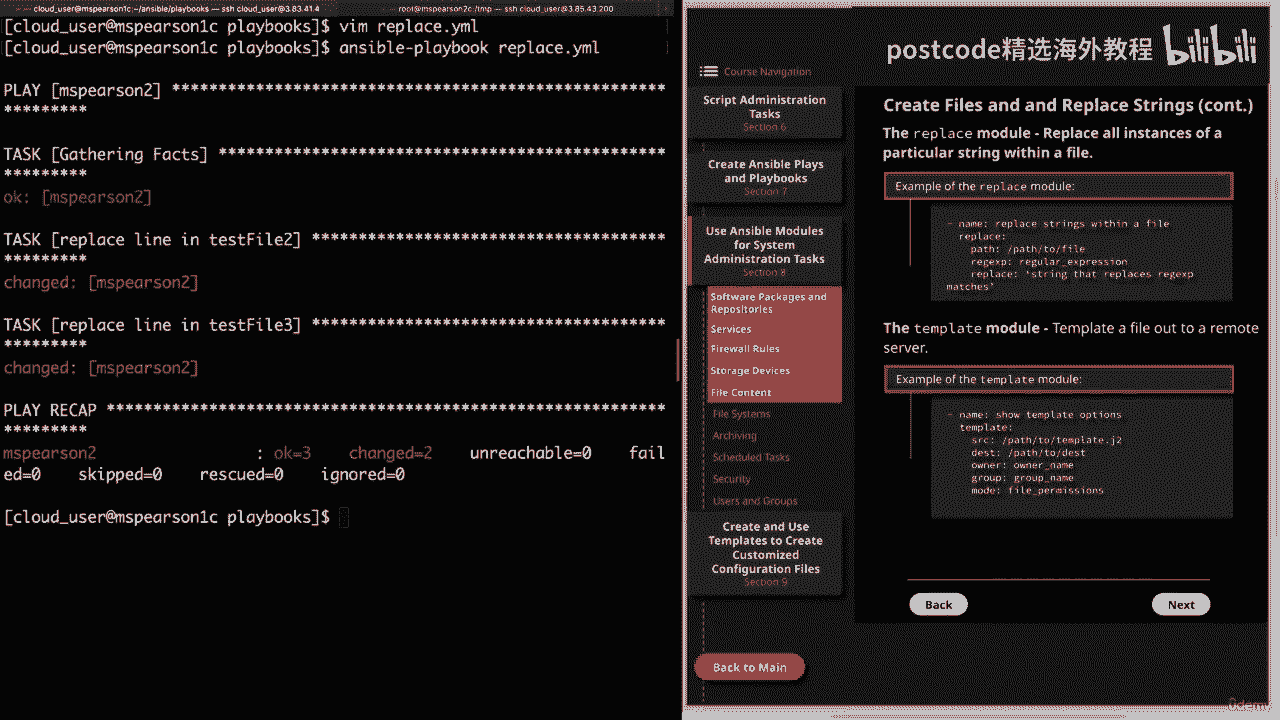 cloud_user@mspearson1c:~/ansible/playbooks — ssh cloud_user@3.83.41.4
root@mspearson2c:/tmp — ssh cloud_user@3.85.43.200
[cloud_user@mspearson1c playbooks]$ vim replace.yml
[cloud_user@mspearson1c playbooks]$ ansible-playbook replace.yml
PLAY [mspearson2] *****************************************************
*********
TASK [Gathering Facts] ************************************************
*********
ok: [mspearson2]
TASK [replace line in testFile2] **************************************
*********
changed: [mspearson2]
TASK [replace line in testFile3] **************************************
*********
changed: [mspearson2]
PLAY RECAP ************************************************************
*********
mspearson2                 : ok=3    changed=2    unreachable=0    fail
ed=0    skipped=0    rescued=0    ignored=0
[cloud_user@mspearson1c playbooks]$
postcode精选海外教程 bilibili
Course Navigation
Script Administration
Tasks
Section 6
Create Ansible Plays
and Playbooks
Section 7
Use Ansible Modules
for System
Administration Tasks
Section 8
Software Packages and
Repositories
Services
Firewall Rules
Storage Devices
File Content
File Systems
Archiving
Scheduled Tasks
Security
Users and Groups
Create and Use
Templates to Create
Customized
Configuration Files
Section 9
Back to Main
Create Files and and Replace Strings (cont.)
The replace module - Replace all instances of a
particular string within a file.
Example of the replace module:
- name: replace strings within a file
  replace:
    path: /path/to/file
    regexp: regular_expression
    replace: 'string that replaces regexp
matches'
The template module - Template a file out to a remote
server.
Example of the template module:
- name: show template options
  template:
    src: /path/to/template.j2
    dest: /path/to/dest
    owner: owner_name
    group: group_name
    mode: file_permissions
Back
Next
Udemy